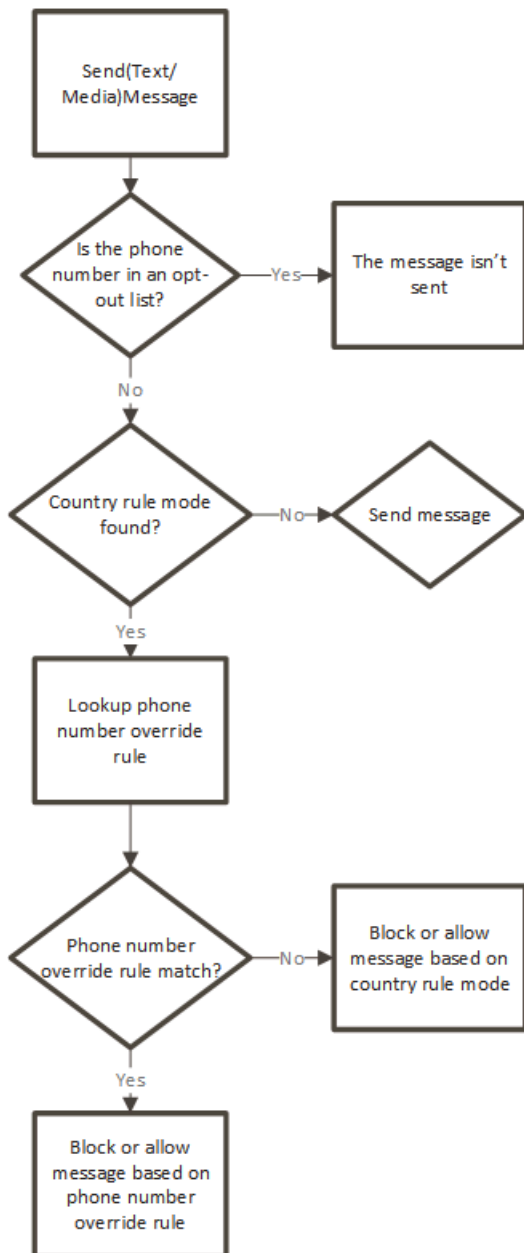 Send(Text/
Media)Message
Is the phone
number in an opt-
out list?
Yes
The message isn't
sent
No
Country rule mode
found?
No
Send message
Yes
Lookup phone
number override
rule
Phone number
override rule match?
No
Block or allow
message based on
country rule mode
Yes
Block or allow
message based on
phone number
override rule